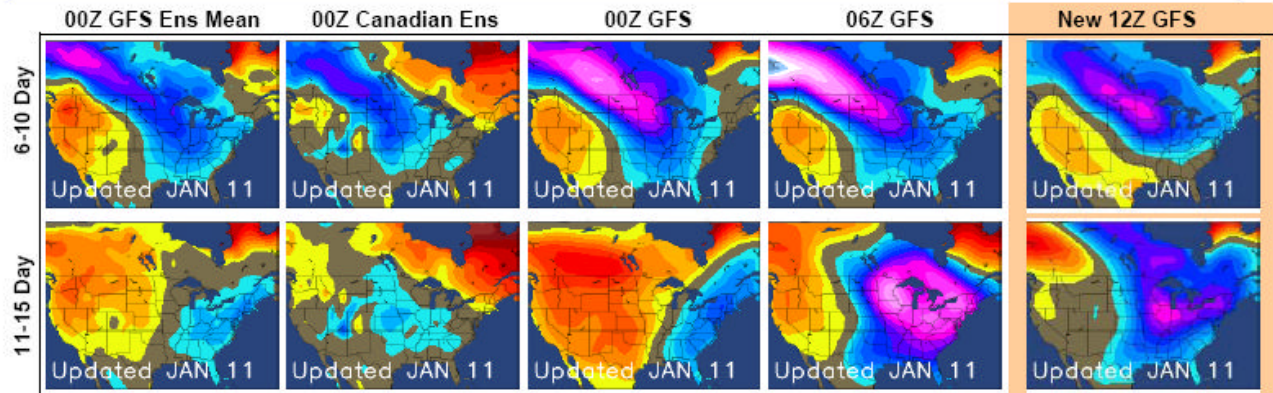 00Z GFS Ens Mean 00Z Canadian Ens 00Z GFS 06Z GFS New 12Z GFS
6-10 Day
Updated JAN 11 Updated JAN 11 Updated JAN 11 Updated JAN 11 Updated JAN 11
11-15 Day
Updated JAN 11 Updated JAN 11 Updated JAN 11 Updated JAN 11 Updated JAN 11